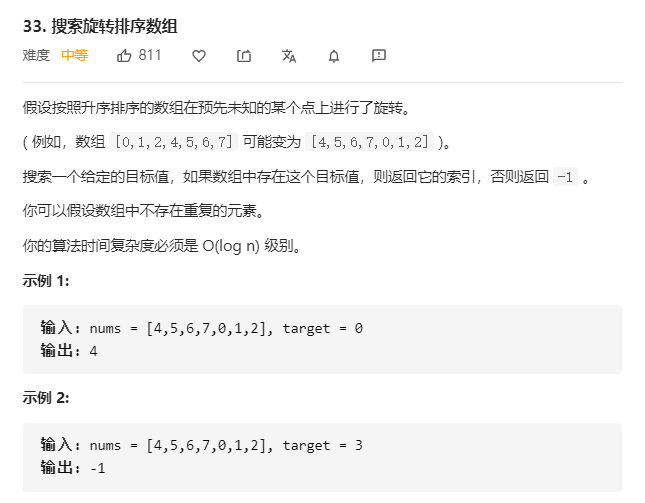 33. 搜索旋转排序数组
难度 中等 811
假设按照升序排序的数组在预先未知的某个点上进行了旋转。
( 例如，数组 [0,1,2,4,5,6,7] 可能变为 [4,5,6,7,0,1,2] )。
搜索一个给定的目标值，如果数组中存在这个目标值，则返回它的索引，否则返回 -1 。
你可以假设数组中不存在重复的元素。
你的算法时间复杂度必须是 O(log n) 级别。
示例 1:
输入: nums = [4,5,6,7,0,1,2], target = 0
输出: 4
示例 2:
输入: nums = [4,5,6,7,0,1,2], target = 3
输出: -1